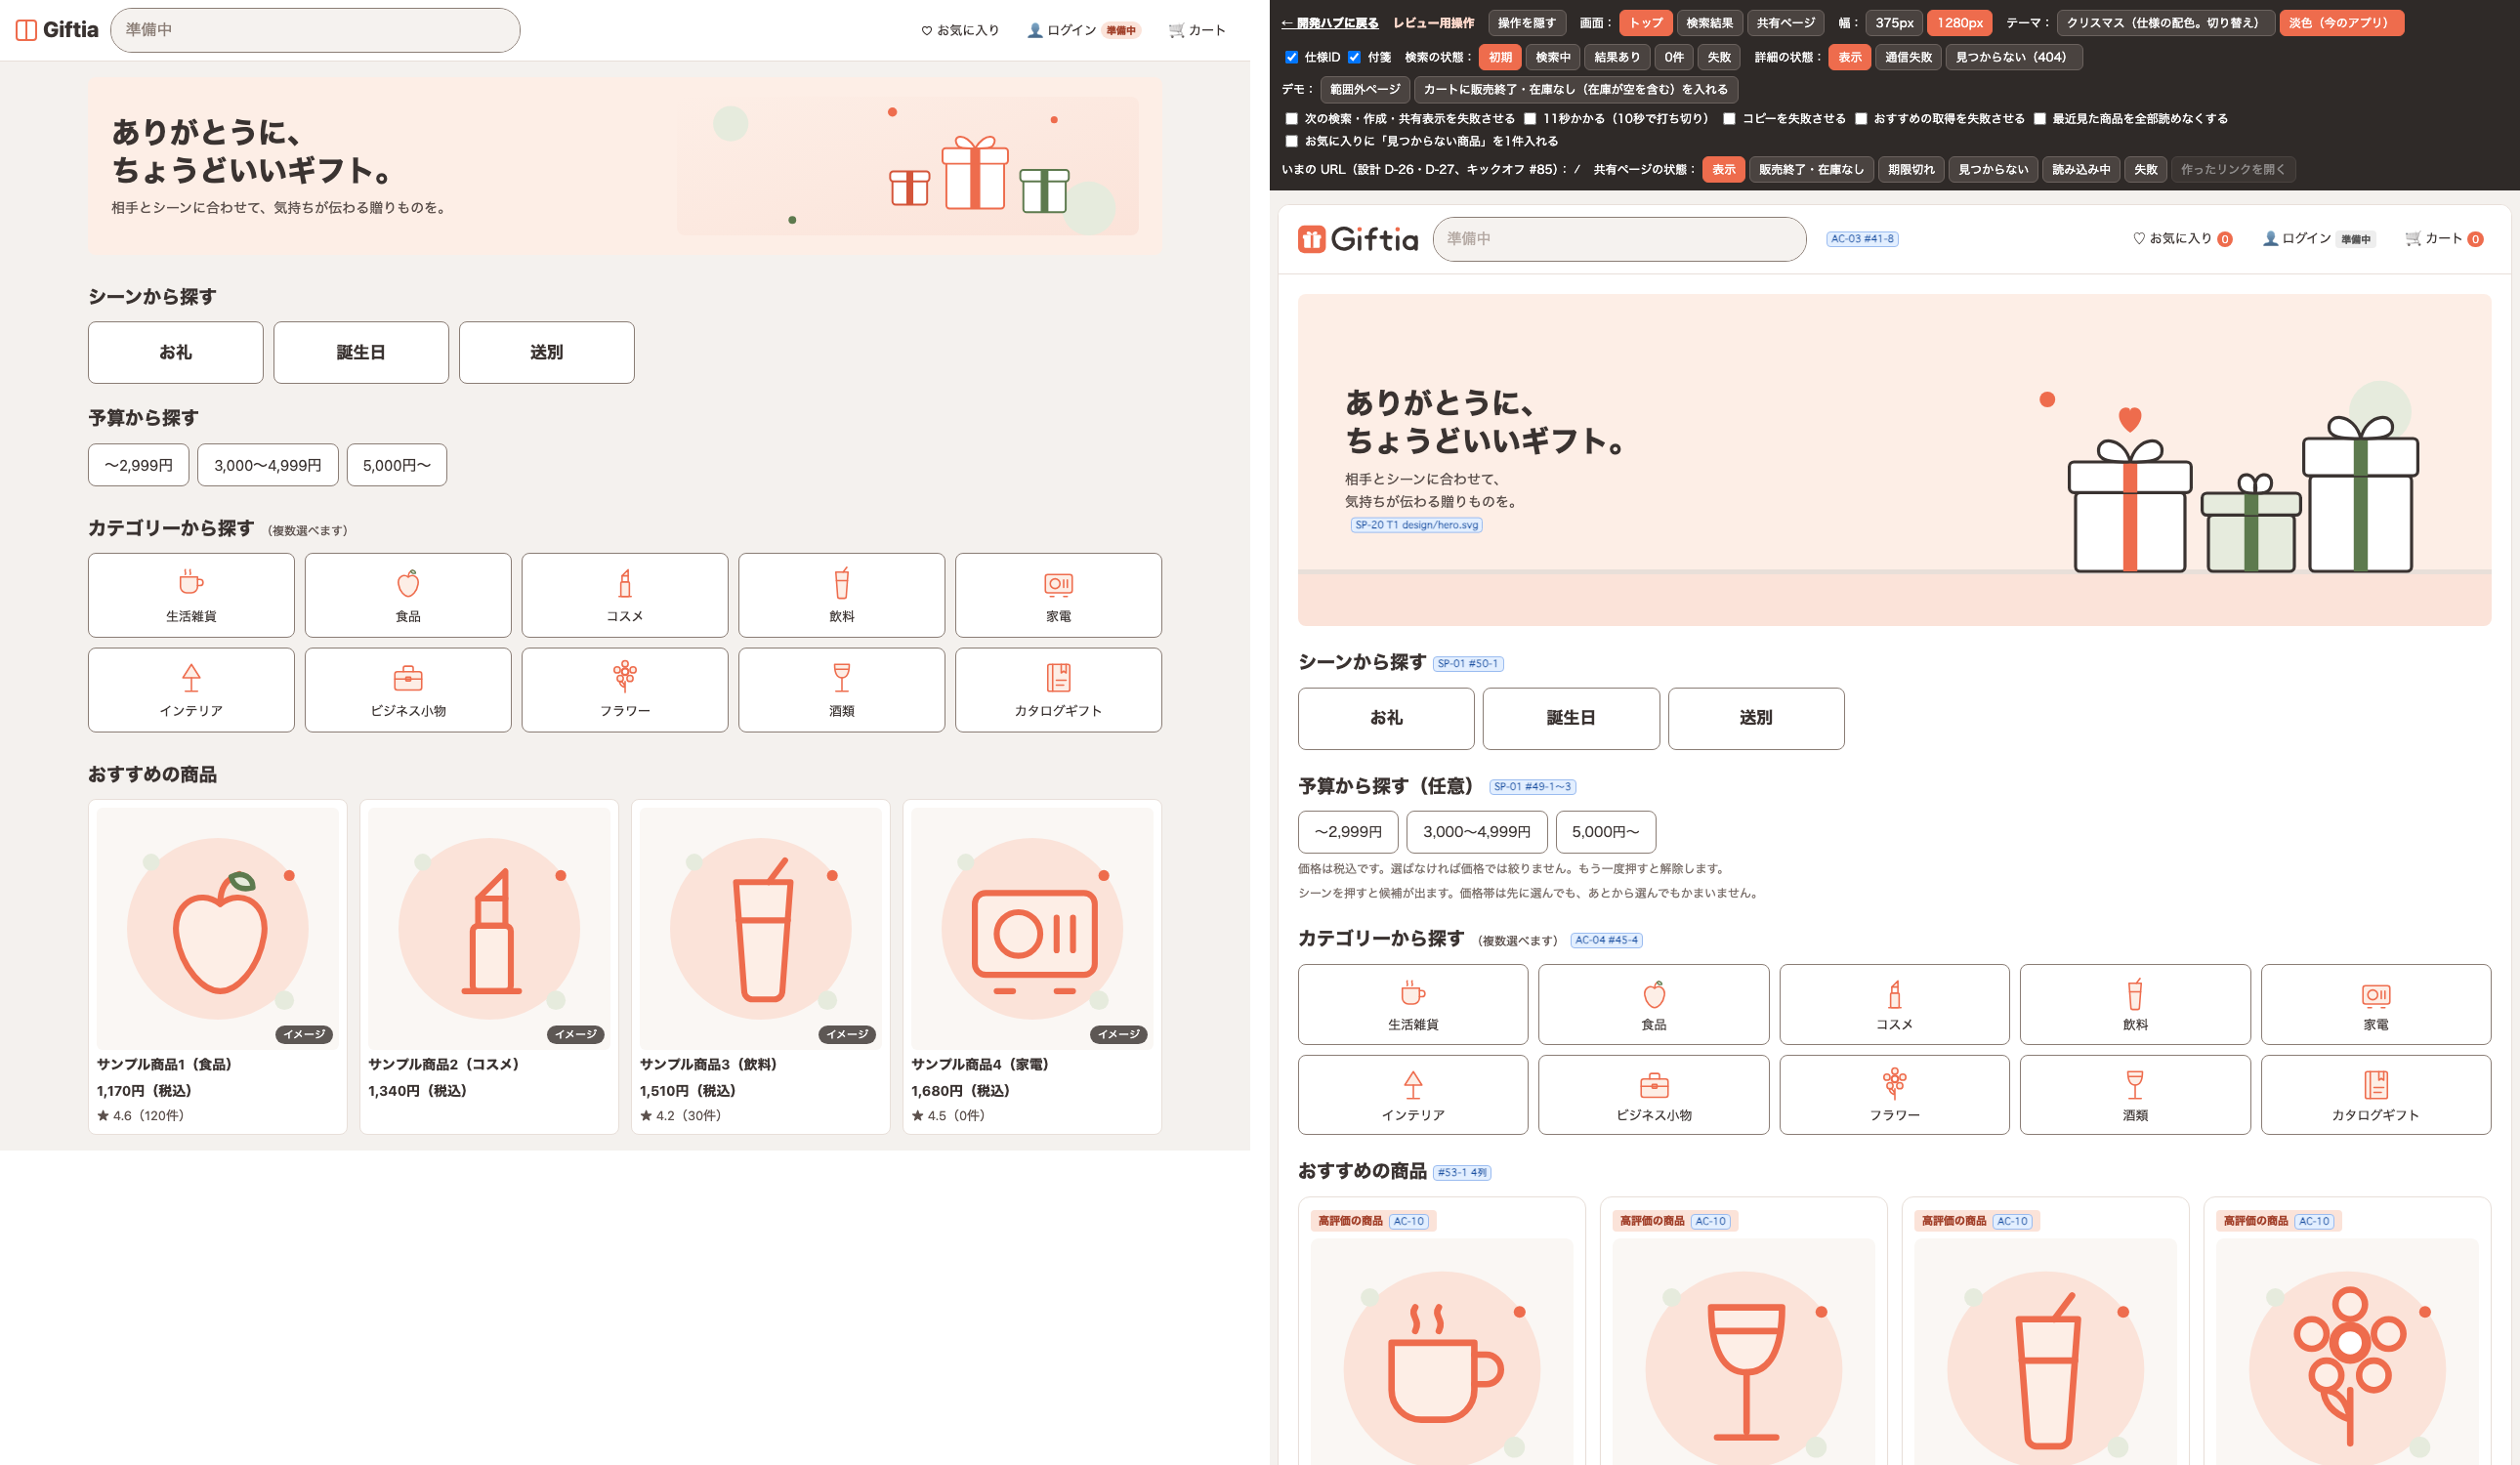 Giftia
準備中
♡ お気に入り
ログイン 準備中
カート
ありがとうに、
ちょうどいいギフト。
相手とシーンに合わせて、気持ちが伝わる贈りものを。
シーンから探す
お礼
誕生日
送別
予算から探す
〜2,999円
3,000〜4,999円
5,000円〜
カテゴリーから探す （複数選べます）
生活雑貨
食品
コスメ
飲料
家電
インテリア
ビジネス小物
フラワー
酒類
カタログギフト
おすすめの商品
イメージ
イメージ
イメージ
イメージ
サンプル商品1（食品）
1,170円（税込）
★ 4.6（120件）
サンプル商品2（コスメ）
1,340円（税込）
サンプル商品3（飲料）
1,510円（税込）
★ 4.2（30件）
サンプル商品4（家電）
1,680円（税込）
★ 4.5（0件）
← 開発ハブに戻る レビュー用操作 操作を隠す 画面： トップ 検索結果 共有ページ 幅： 375px 1280px テーマ： クリスマス（仕様の配色。切り替え） 淡色（今のアプリ）
仕様ID 付箋 検索の状態： 初期 検索中 結果あり 0件 失敗 詳細の状態： 表示 通信失敗 見つからない（404）
デモ： 範囲外ページ カートに販売終了・在庫なし（在庫が空を含む）を入れる
次の検索・作成・共有表示を失敗させる 11秒かかる（10秒で打ち切り） コピーを失敗させる おすすめの取得を失敗させる 最近見た商品を全部読めなくする
お気に入りに「見つからない商品」を1件入れる
いまの URL（設計 D-26・D-27、キックオフ #85）： / 共有ページの状態： 表示 販売終了・在庫なし 期限切れ 見つからない 読み込み中 失敗 作ったリンクを開く
Giftia
準備中
AC-03 #41-8
♡ お気に入り 0
ログイン 準備中
カート 0
ありがとうに、
ちょうどいいギフト。
相手とシーンに合わせて、
気持ちが伝わる贈りものを。
SP-20 T1 design/hero.svg
シーンから探す SP-01 #50-1
お礼
誕生日
送別
予算から探す（任意） SP-01 #49-1〜3
〜2,999円
3,000〜4,999円
5,000円〜
価格は税込です。選ばなければ価格では絞りません。もう一度押すと解除します。
シーンを押すと候補が出ます。価格帯は先に選んでも、あとから選んでもかまいません。
カテゴリーから探す （複数選べます） AC-04 #45-4
生活雑貨
食品
コスメ
飲料
家電
インテリア
ビジネス小物
フラワー
酒類
カタログギフト
おすすめの商品 #53-1 4列
高評価の商品 AC-10
高評価の商品 AC-10
高評価の商品 AC-10
高評価の商品 AC-10